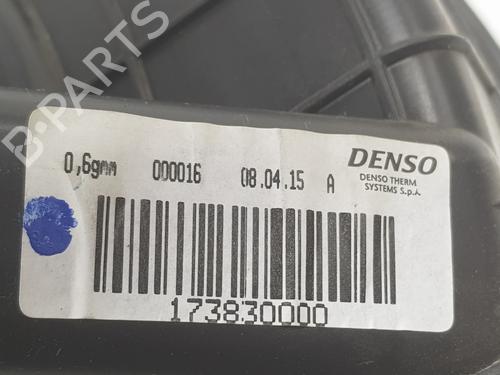 B-PARTS
0,6gmm 000016 08.04.15 A DENSO
DENSO THERM
SYSTEMS S.p.A.
173830000